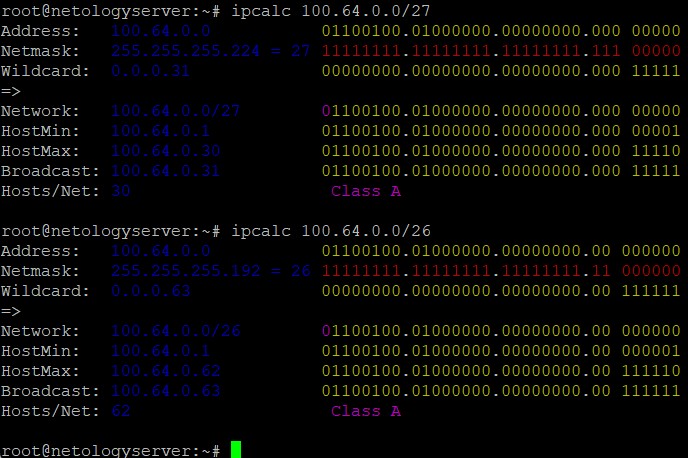 root@netologyserver:~# ipcalc 100.64.0.0/27
Address:   100.64.0.0           01100100.01000000.00000000.000 00000
Netmask:   255.255.255.224 = 27 11111111.11111111.11111111.111 00000
Wildcard:  0.0.0.31             00000000.00000000.00000000.000 11111
=>
Network:   100.64.0.0/27        01100100.01000000.00000000.000 00000
HostMin:   100.64.0.1           01100100.01000000.00000000.000 00001
HostMax:   100.64.0.30          01100100.01000000.00000000.000 11110
Broadcast: 100.64.0.31          01100100.01000000.00000000.000 11111
Hosts/Net: 30                    Class A
root@netologyserver:~# ipcalc 100.64.0.0/26
Address:   100.64.0.0           01100100.01000000.00000000.00 000000
Netmask:   255.255.255.192 = 26 11111111.11111111.11111111.11 000000
Wildcard:  0.0.0.63             00000000.00000000.00000000.00 111111
=>
Network:   100.64.0.0/26        01100100.01000000.00000000.00 000000
HostMin:   100.64.0.1           01100100.01000000.00000000.00 000001
HostMax:   100.64.0.62          01100100.01000000.00000000.00 111110
Broadcast: 100.64.0.63          01100100.01000000.00000000.00 111111
Hosts/Net: 62                    Class A
root@netologyserver:~#